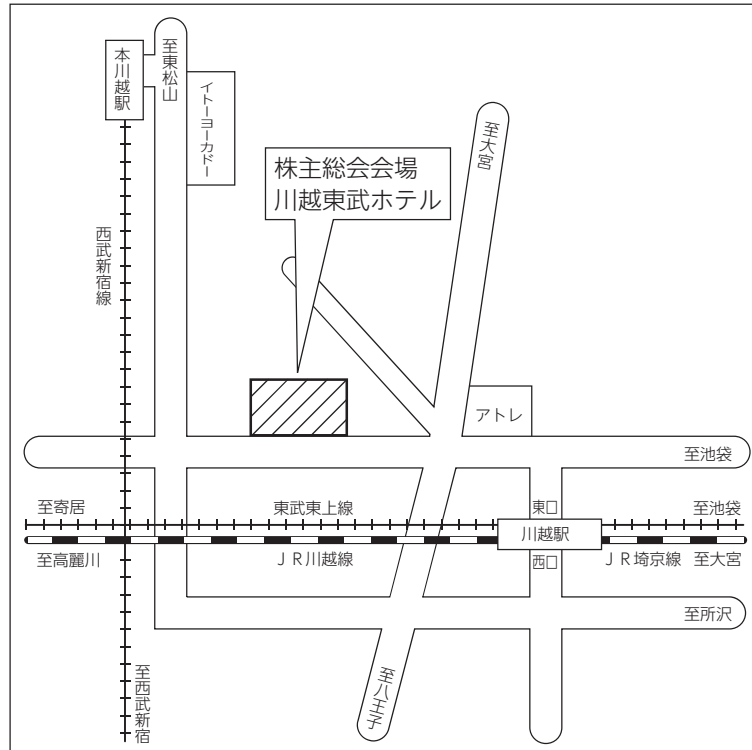 本川越駅
至東松山
イトーヨーカドー
至大宮
株主総会会場
川越東武ホテル
西武新宿線
アトレ
至池袋
東口
至寄居
東武東上線
至池袋
川越駅
至高麗川
ＪＲ川越線
西口
ＪＲ埼京線
至大宮
至所沢
至西武新宿
至八王子